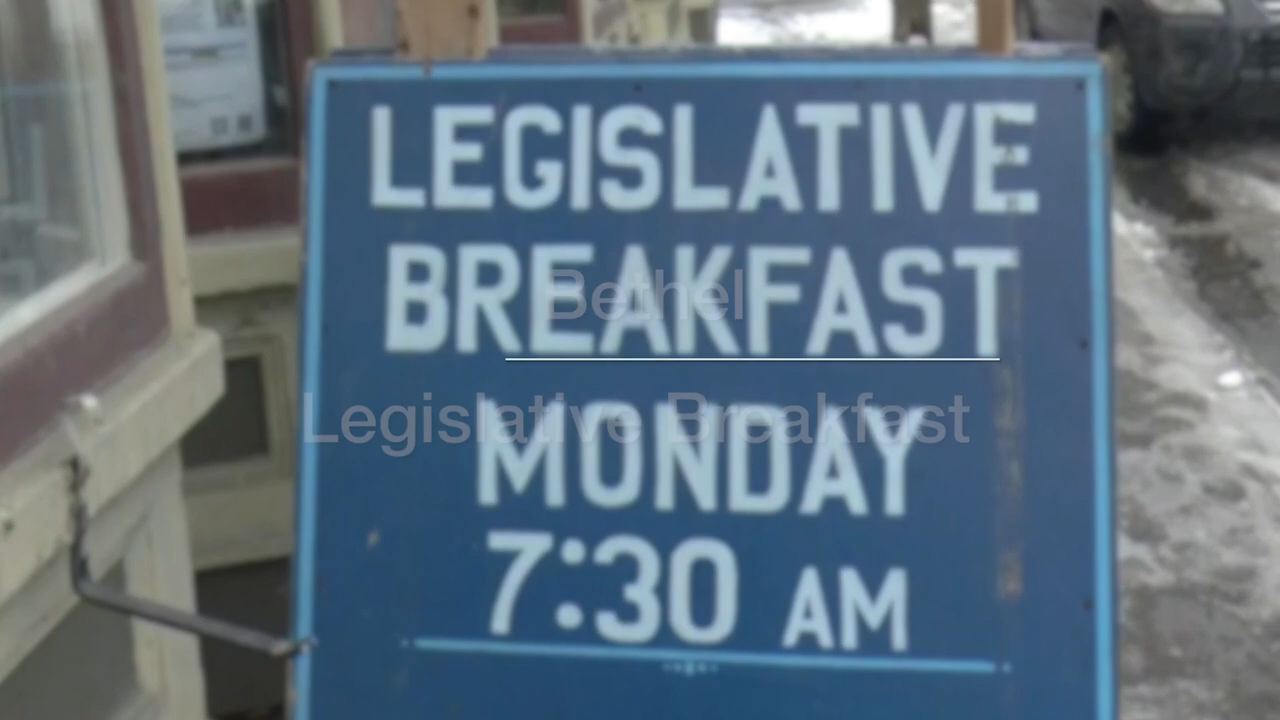 LEGISLATIVE
BREAKFAST
Bethel
Legislative Breakfast
MONDAY
7:30 AM